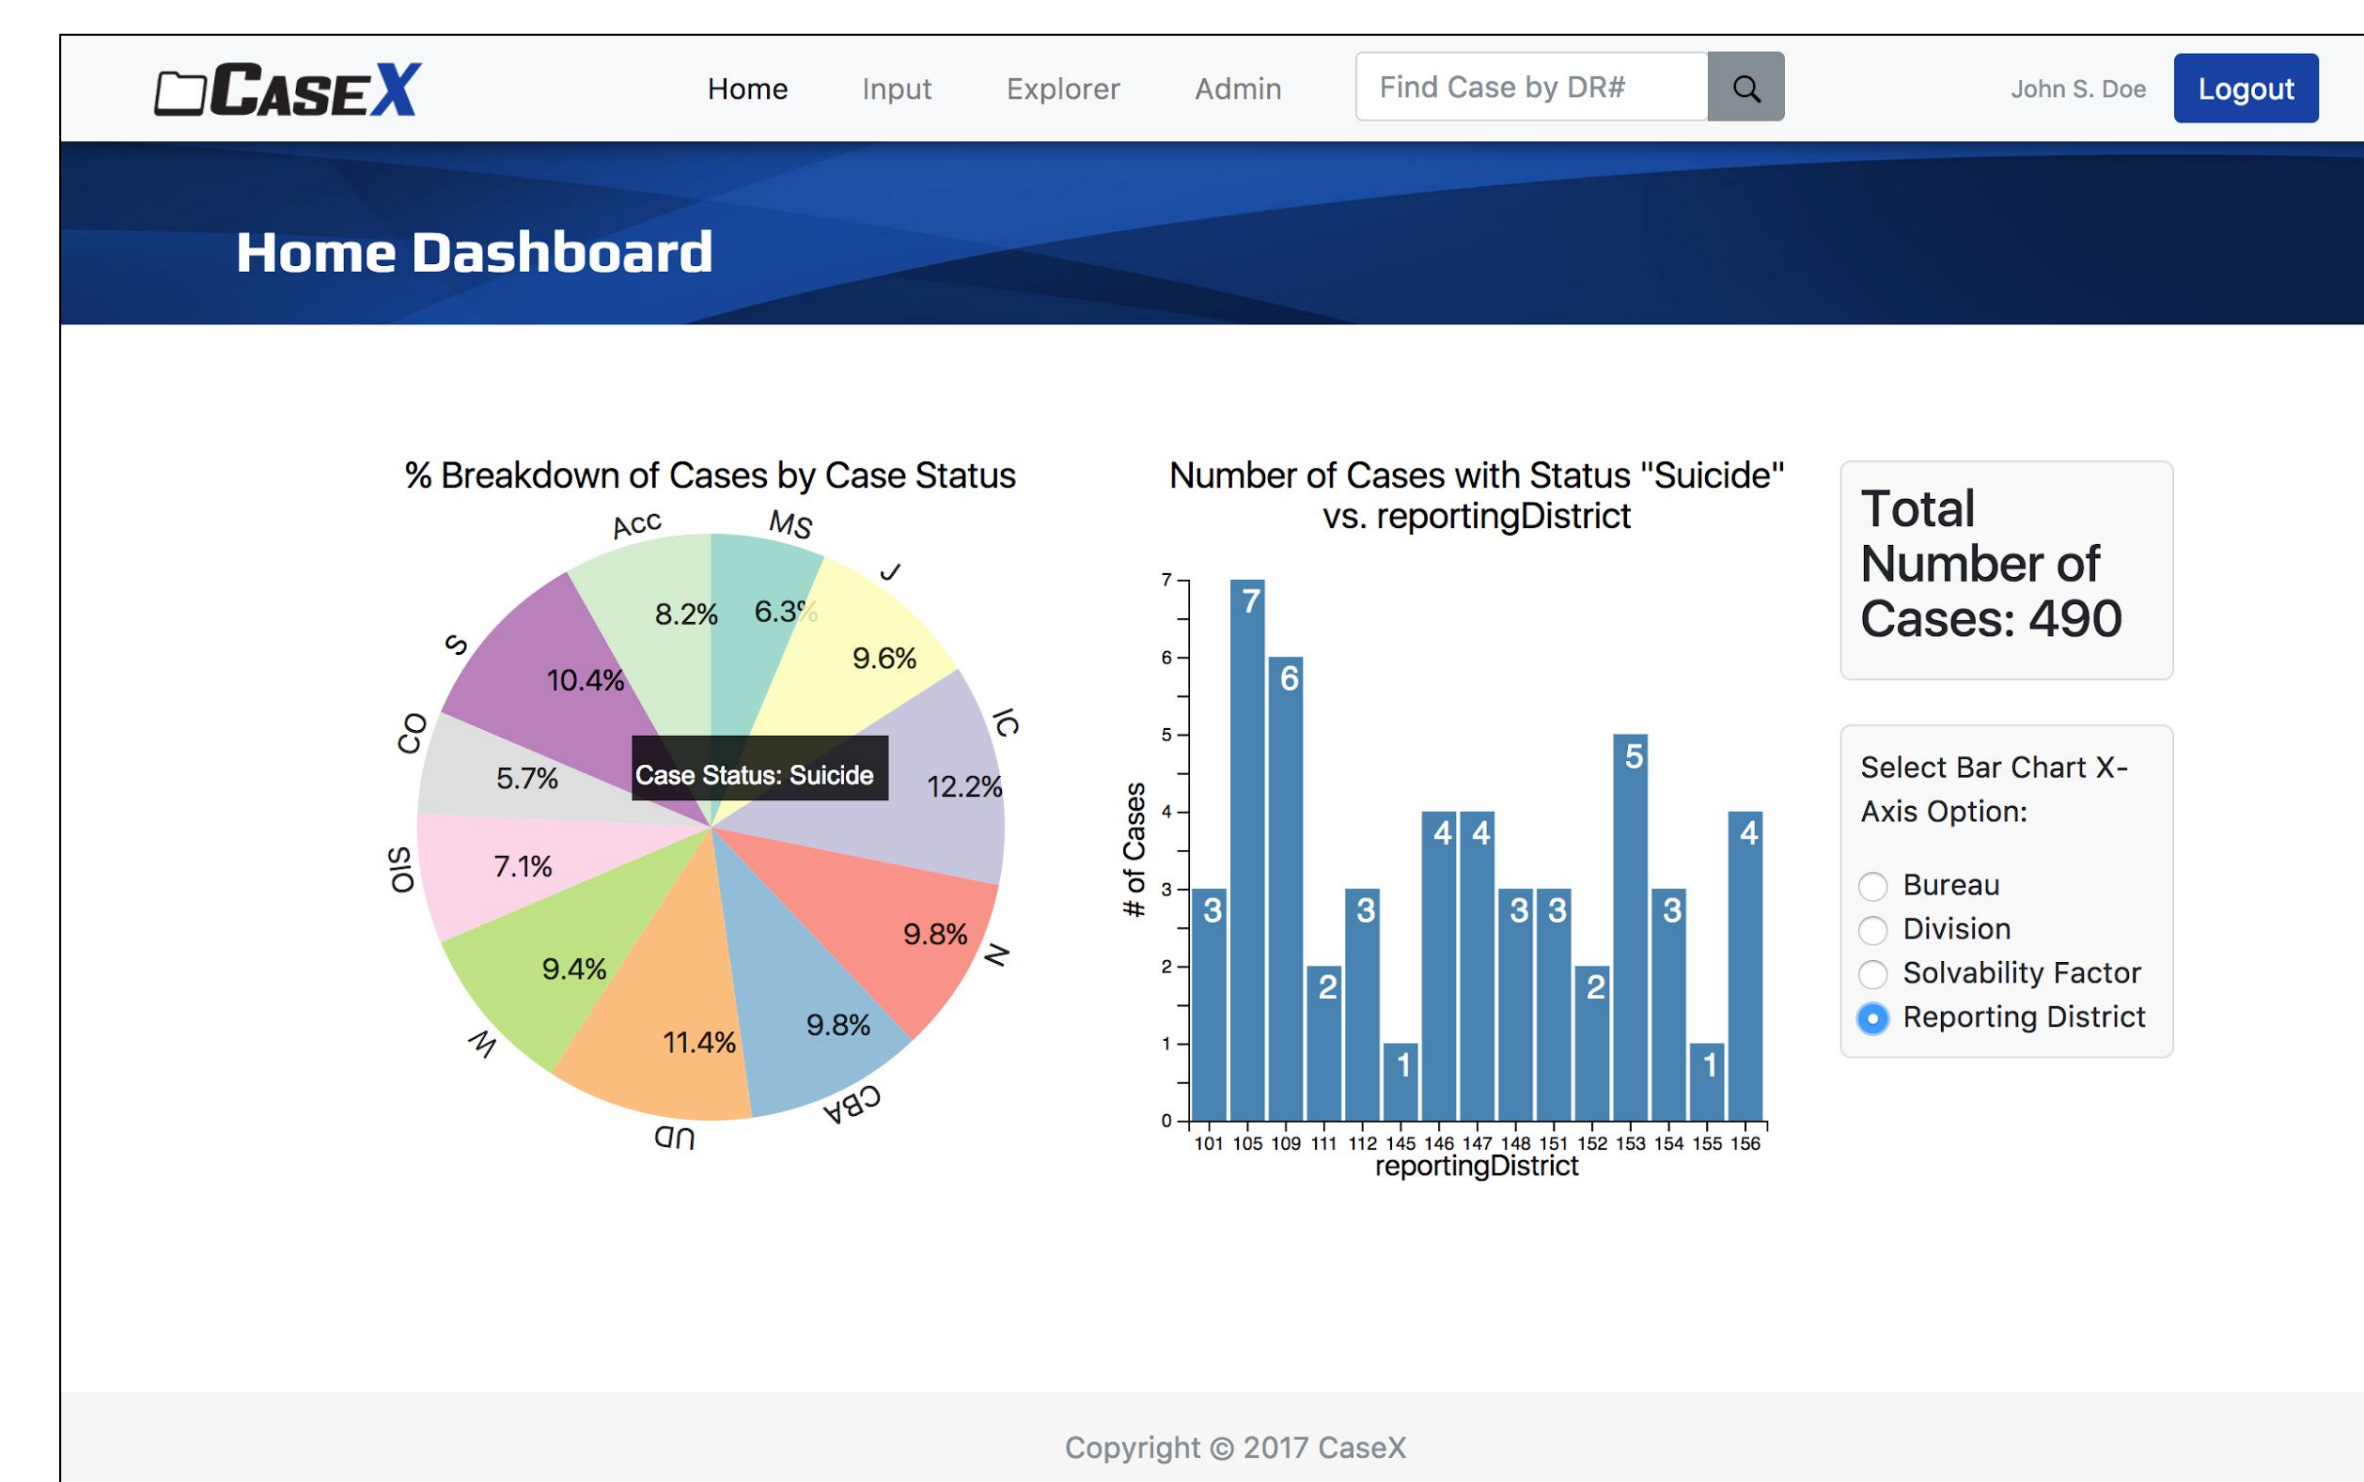 CASEX
Home
Input
Explorer
Admin
Find Case by DR#
John S. Doe
Logout
Home Dashboard
% Breakdown of Cases by Case Status
Acc
MS
J
IC
N
CBA
UD
W
OIS
CO
S
8.2%
6.3%
9.6%
12.2%
9.8%
9.8%
11.4%
9.4%
7.1%
5.7%
10.4%
Case Status: Suicide
Number of Cases with Status "Suicide"
vs. reportingDistrict
# of Cases
7
6
5
4
3
2
1
0
3
7
6
2
3
1
4
4
3
3
2
5
3
1
4
101 105 109 111 112 145 146 147 148 151 152 153 154 155 156
reportingDistrict
Total
Number of
Cases: 490
Select Bar Chart X-
Axis Option:
Bureau
Division
Solvability Factor
Reporting District
Copyright © 2017 CaseX